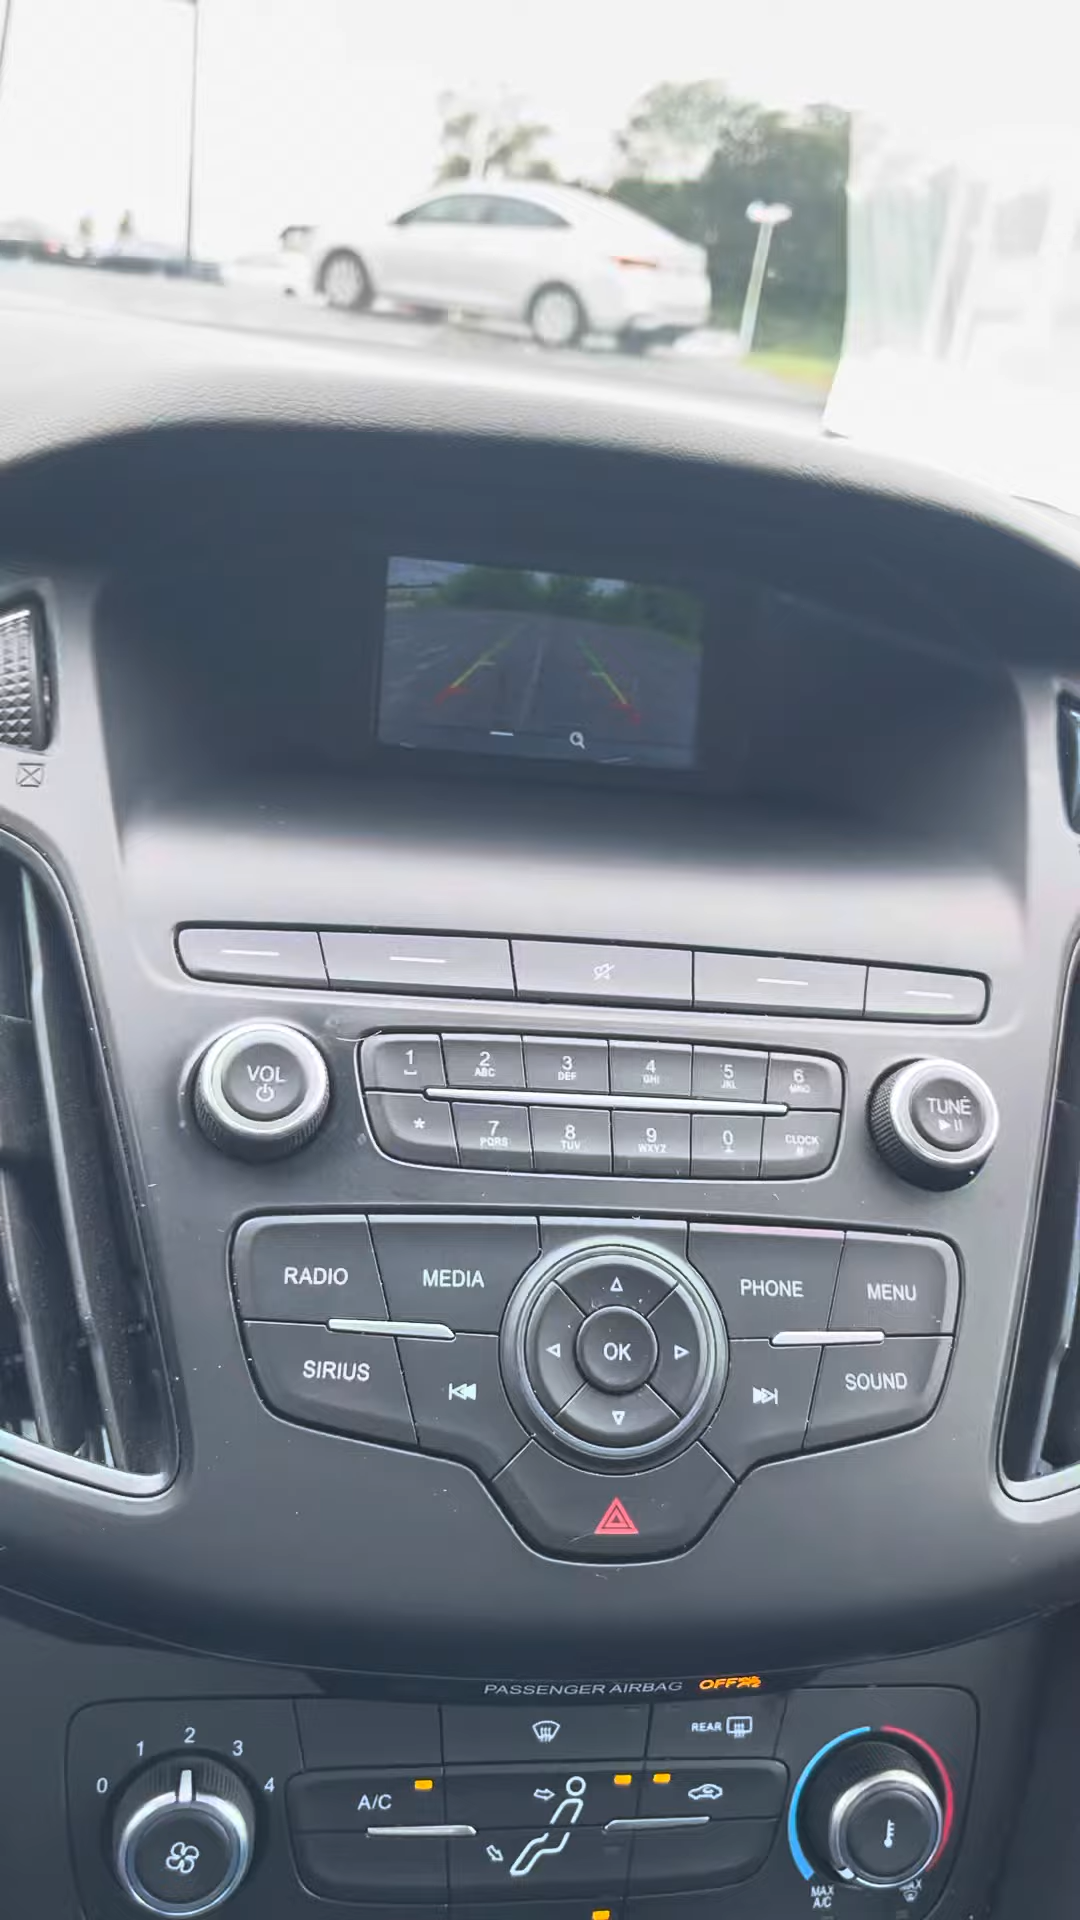 1 2 3 4 5 6
ABC DEF GHI JKL MNO
VOL
TUNE
* 7 8 9 0 CLOCK
PQRS TUV WXYZ
RADIO MEDIA PHONE MENU
OK
SIRIUS SOUND
PASSENGER AIRBAG OFF
REAR
0 1 2 3 4
A/C
MAX
A/C
MAX